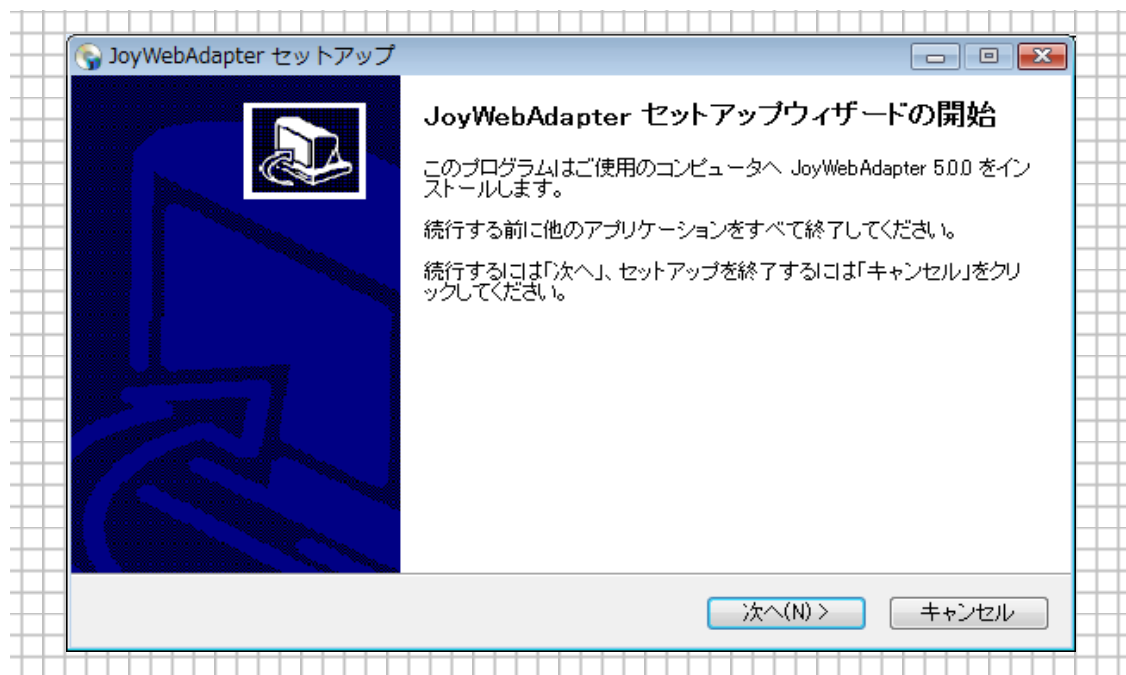 JoyWebAdapter セットアップ
JoyWebAdapter セットアップウィザードの開始
このプログラムはご使用のコンピュータへ JoyWebAdapter 5.0.0 をイン
ストールします。
続行する前に他のアプリケーションをすべて終了してください。
続行するには「次へ」、セットアップを終了するには「キャンセル」をクリ
ックしてください。
次へ(N) >
キャンセル